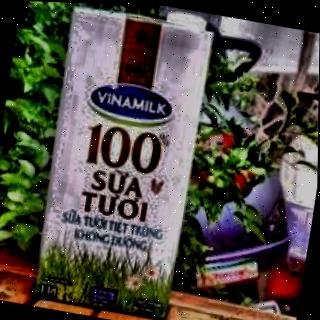 VINAMILK
100%
SỮA
TƯƠI
SỮA TƯƠI TIỆT TRÙNG
KHÔNG ĐƯỜNG